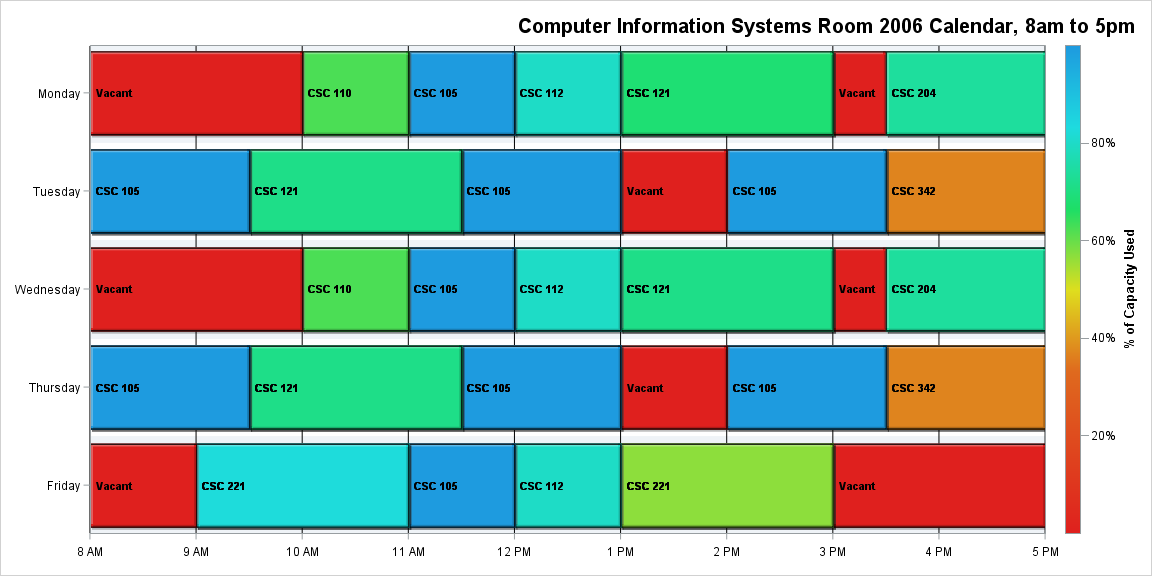 Computer Information Systems Room 2006 Calendar, 8am to 5pm
Monday
Vacant
CSC 110
CSC 105
CSC 112
CSC 121
Vacant
CSC 204
Tuesday
CSC 105
CSC 121
CSC 105
Vacant
CSC 105
CSC 342
Wednesday
Vacant
CSC 110
CSC 105
CSC 112
CSC 121
Vacant
CSC 204
Thursday
CSC 105
CSC 121
CSC 105
Vacant
CSC 105
CSC 342
Friday
Vacant
CSC 221
CSC 105
CSC 112
CSC 221
Vacant
8 AM
9 AM
10 AM
11 AM
12 PM
1 PM
2 PM
3 PM
4 PM
5 PM
80%
60%
40%
20%
% of Capacity Used